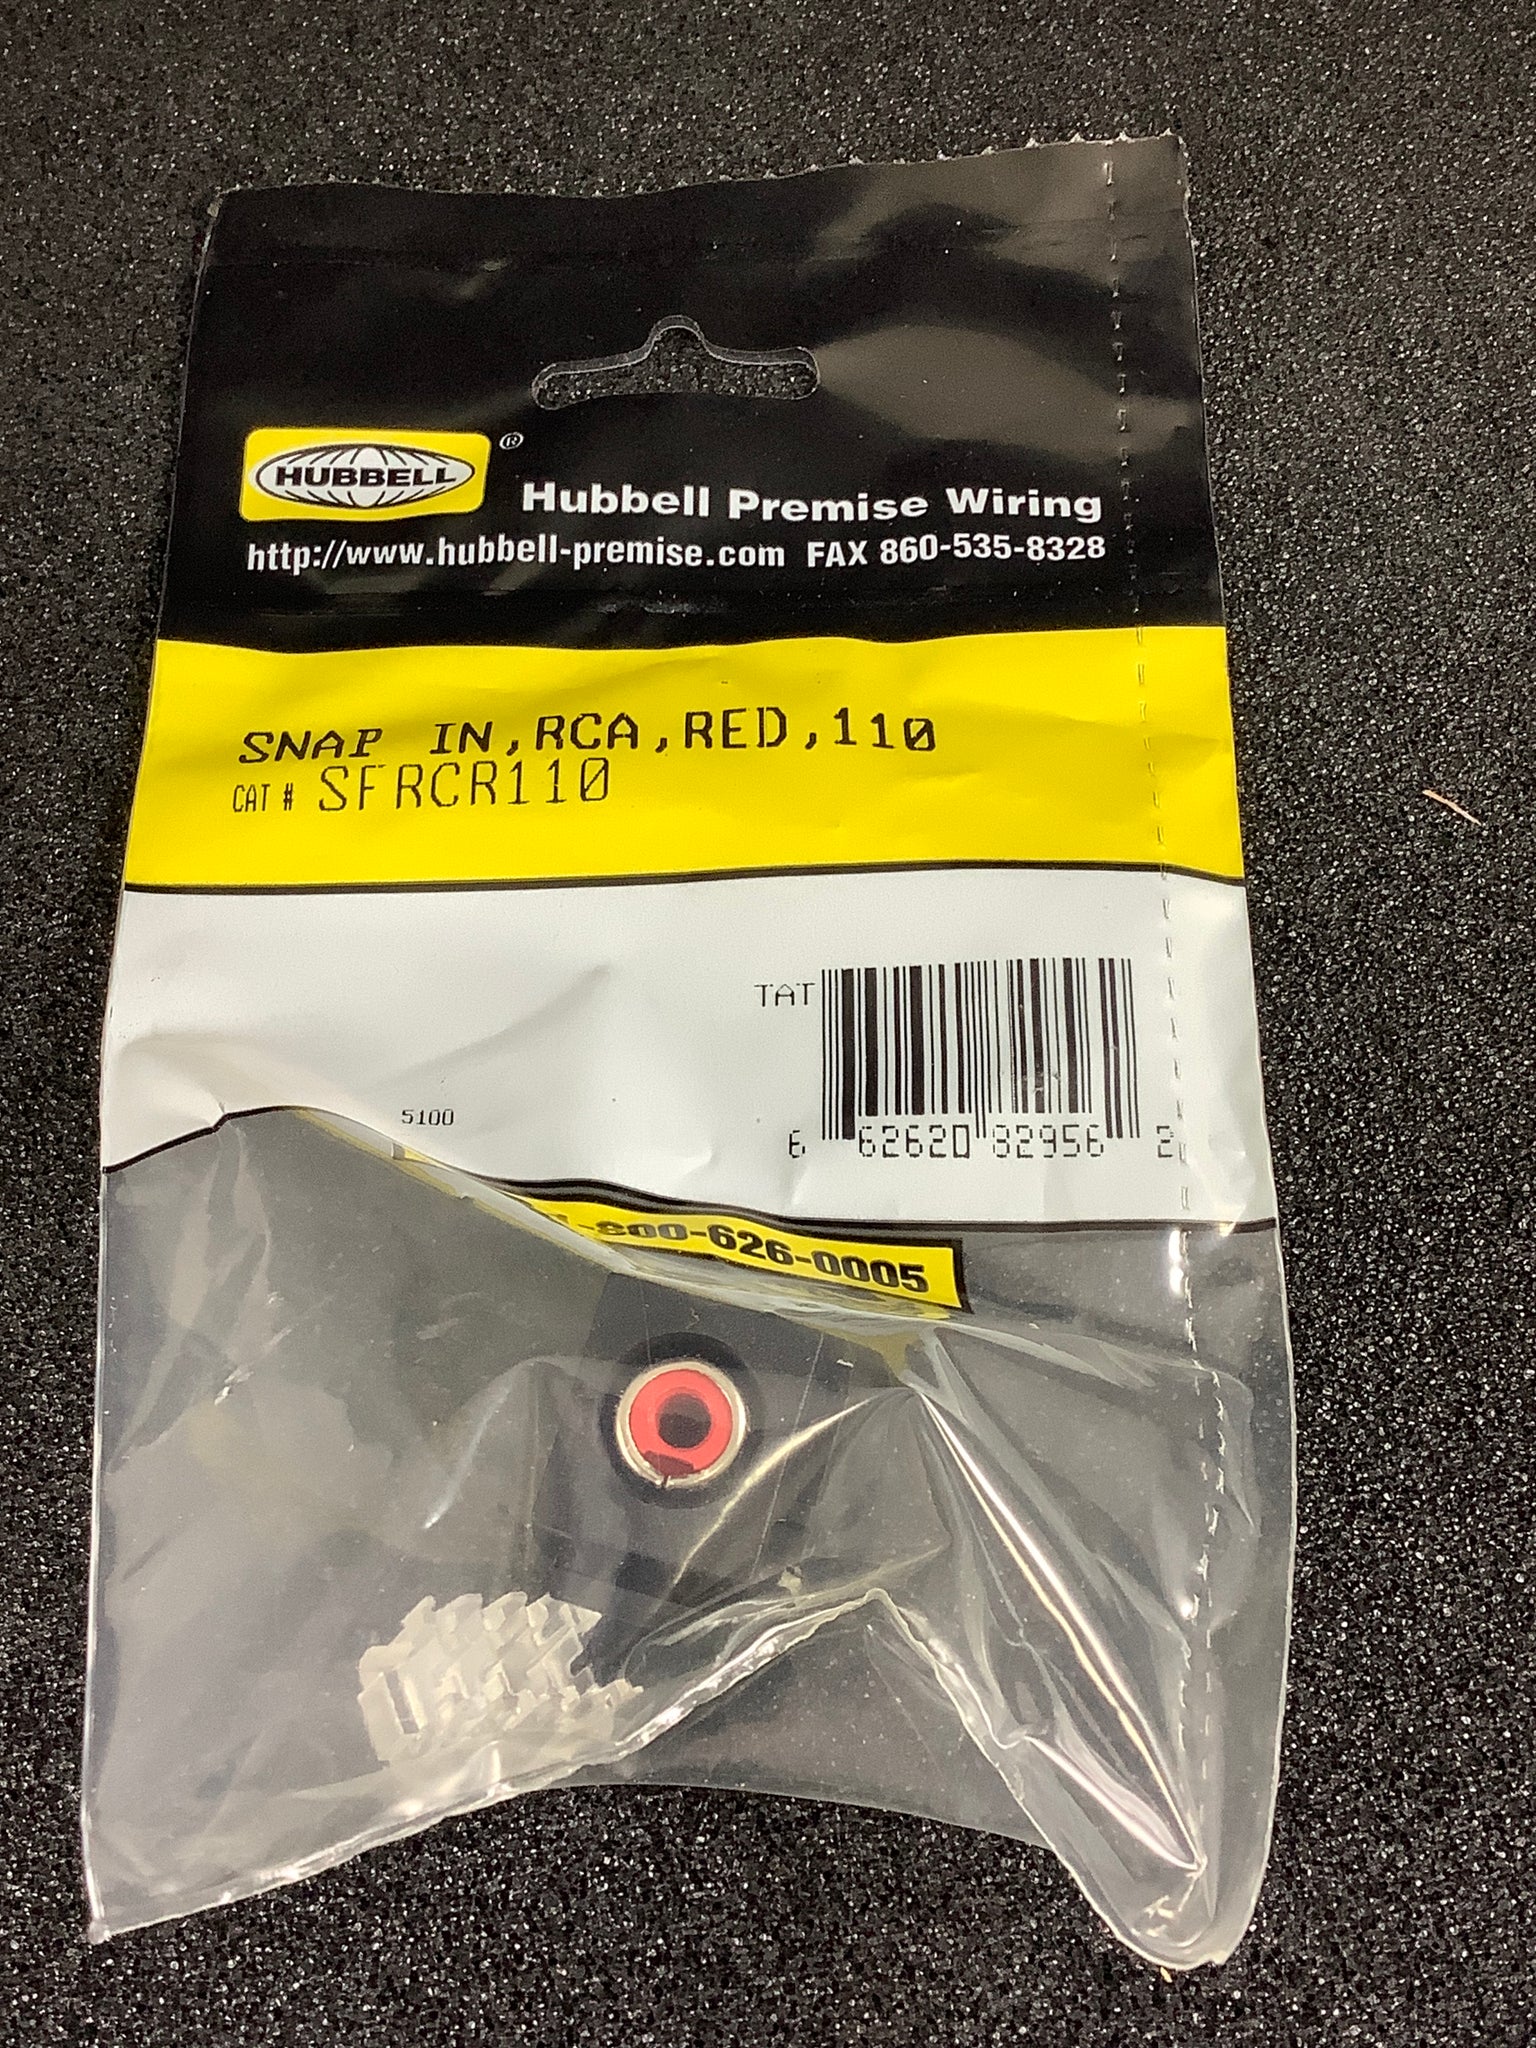 HUBBELL ®
Hubbell Premise Wiring
http://www.hubbell-premise.com FAX 860-535-8328
SNAP IN,RCA,RED,110
CAT # SFRCR110
TAT
5100
6 62620 82956 2
1-800-626-0005